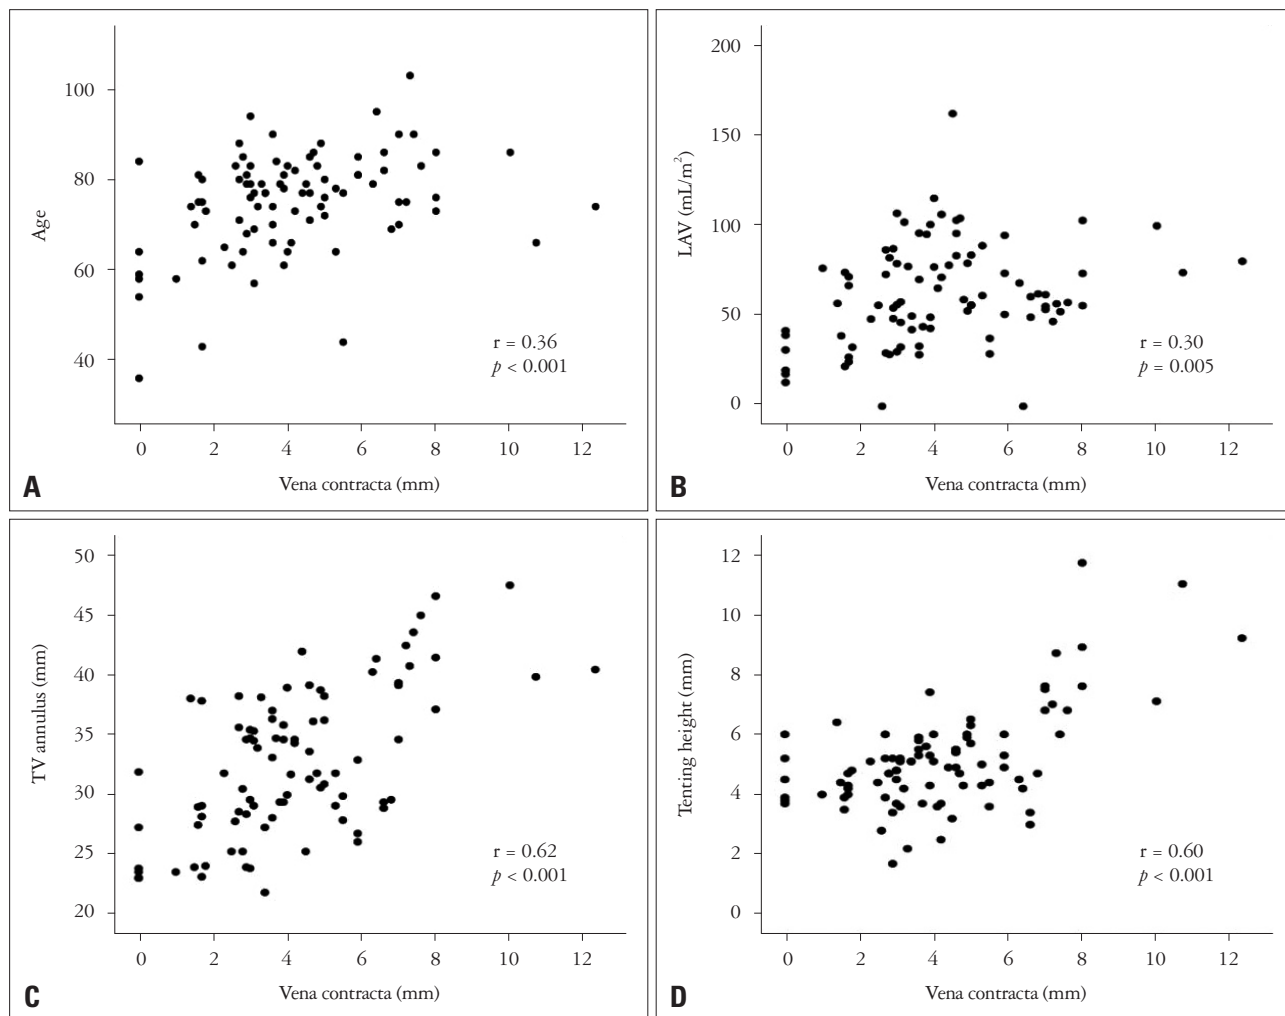 100
80
60
40
Age
r = 0.36
p < 0.001
0 2 4 6 8 10 12
Vena contracta (mm)
A
200
150
100
50
0
LAV (mL/m²)
r = 0.30
p = 0.005
0 2 4 6 8 10 12
Vena contracta (mm)
B
50
45
40
35
30
25
20
TV annulus (mm)
r = 0.62
p < 0.001
0 2 4 6 8 10 12
Vena contracta (mm)
C
12
10
8
6
4
2
0
Tenting height (mm)
r = 0.60
p < 0.001
0 2 4 6 8 10 12
Vena contracta (mm)
D